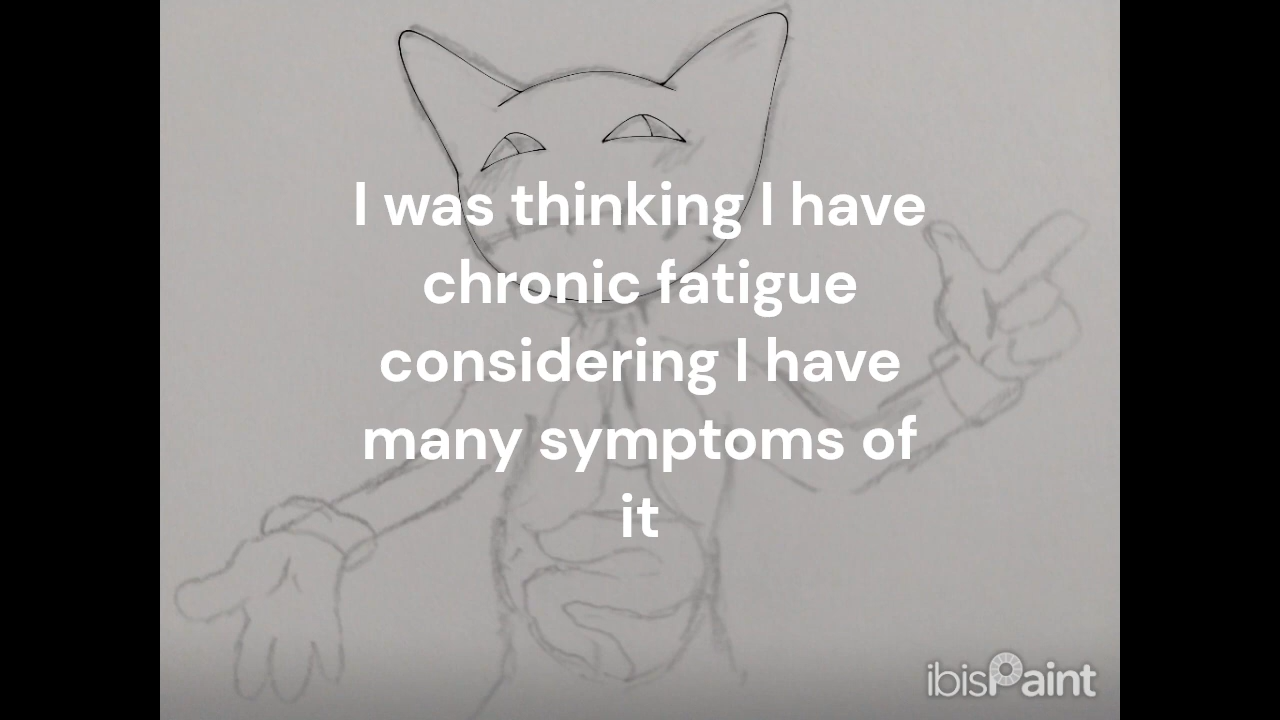 I was thinking I have
chronic fatigue
considering I have
many symptoms of
it
ibisPaint